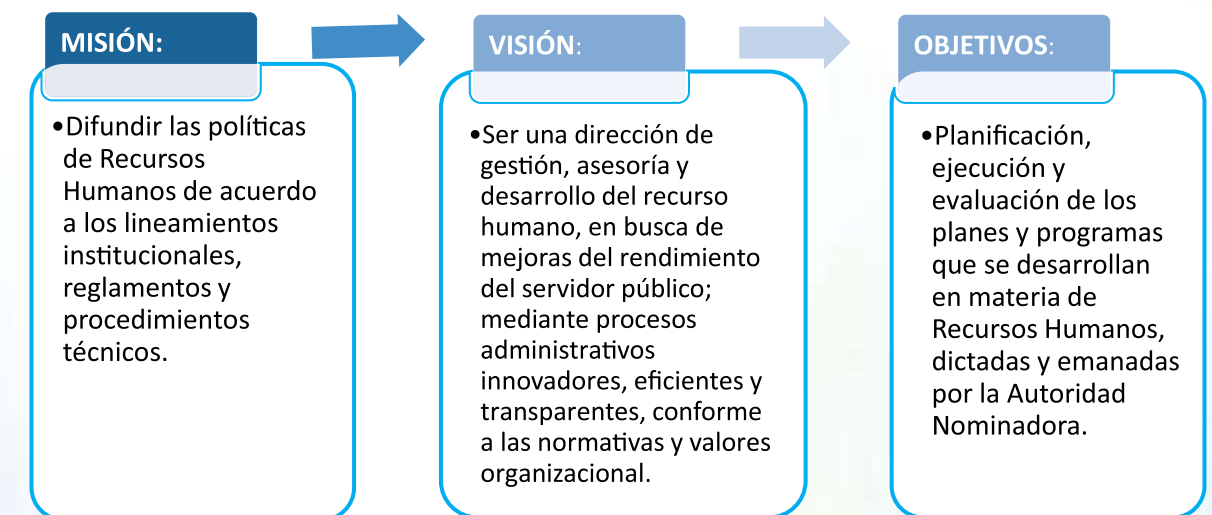 MISIÓN:
•Difundir las políticas
de Recursos
Humanos de acuerdo
a los lineamientos
institucionales,
reglamentos y
procedimientos
técnicos.
VISIÓN:
•Ser una dirección de
gestión, asesoría y
desarrollo del recurso
humano, en busca de
mejoras del rendimiento
del servidor público;
mediante procesos
administrativos
innovadores, eficientes y
transparentes, conforme
a las normativas y valores
organizacional.
OBJETIVOS:
•Planificación,
ejecución y
evaluación de los
planes y programas
que se desarrollan
en materia de
Recursos Humanos,
dictadas y emanadas
por la Autoridad
Nominadora.